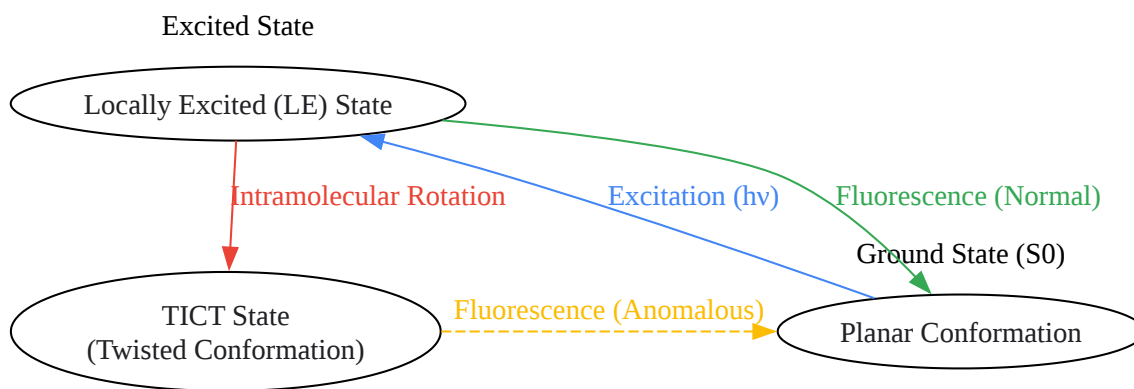 Excited State
Locally Excited (LE) State
Intramolecular Rotation
Excitation (hν)
Fluorescence (Normal)
Ground State (S0)
TICT State
(Twisted Conformation)
Fluorescence (Anomalous)
Planar Conformation